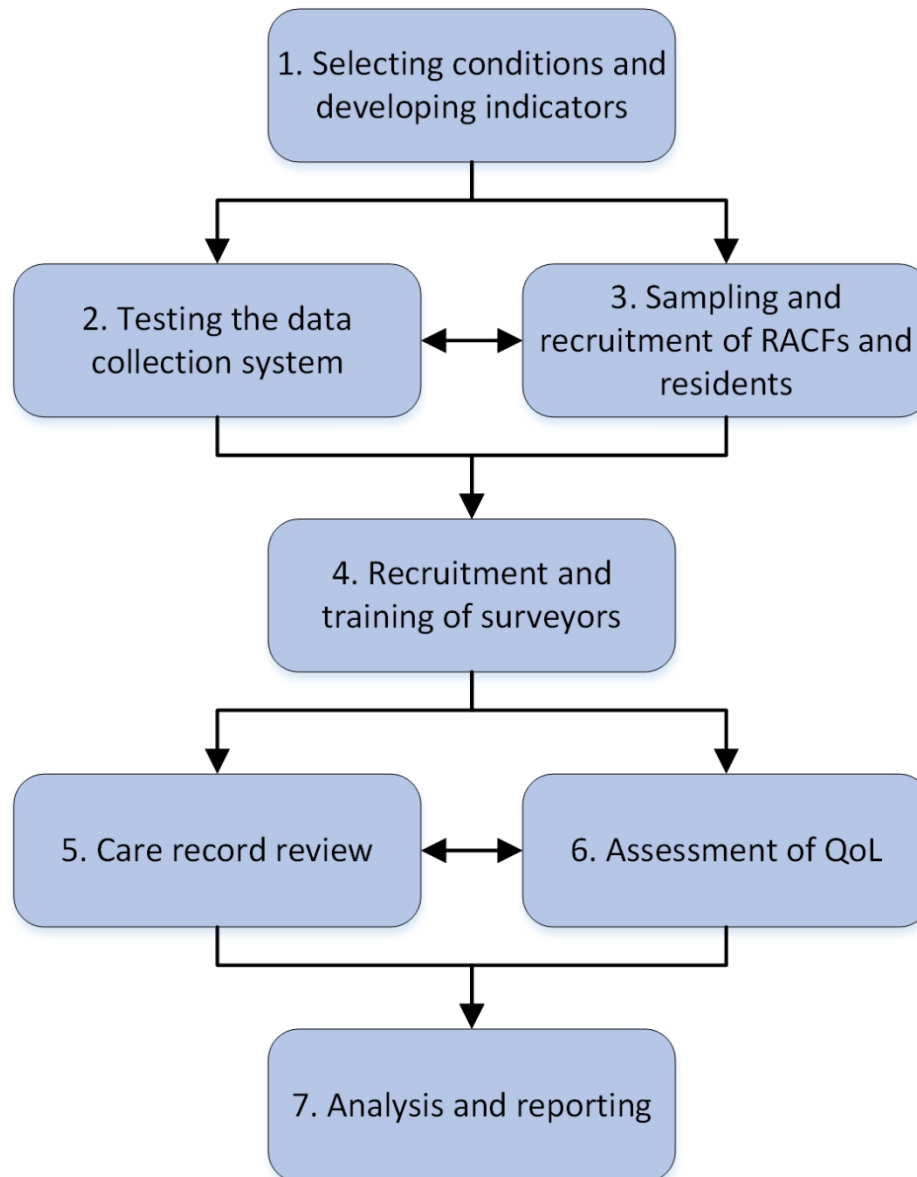 1. Selecting conditions and
developing indicators
2. Testing the data
collection system
3. Sampling and
recruitment of RACFs and
residents
4. Recruitment and
training of surveyors
5. Care record review
6. Assessment of QoL
7. Analysis and reporting